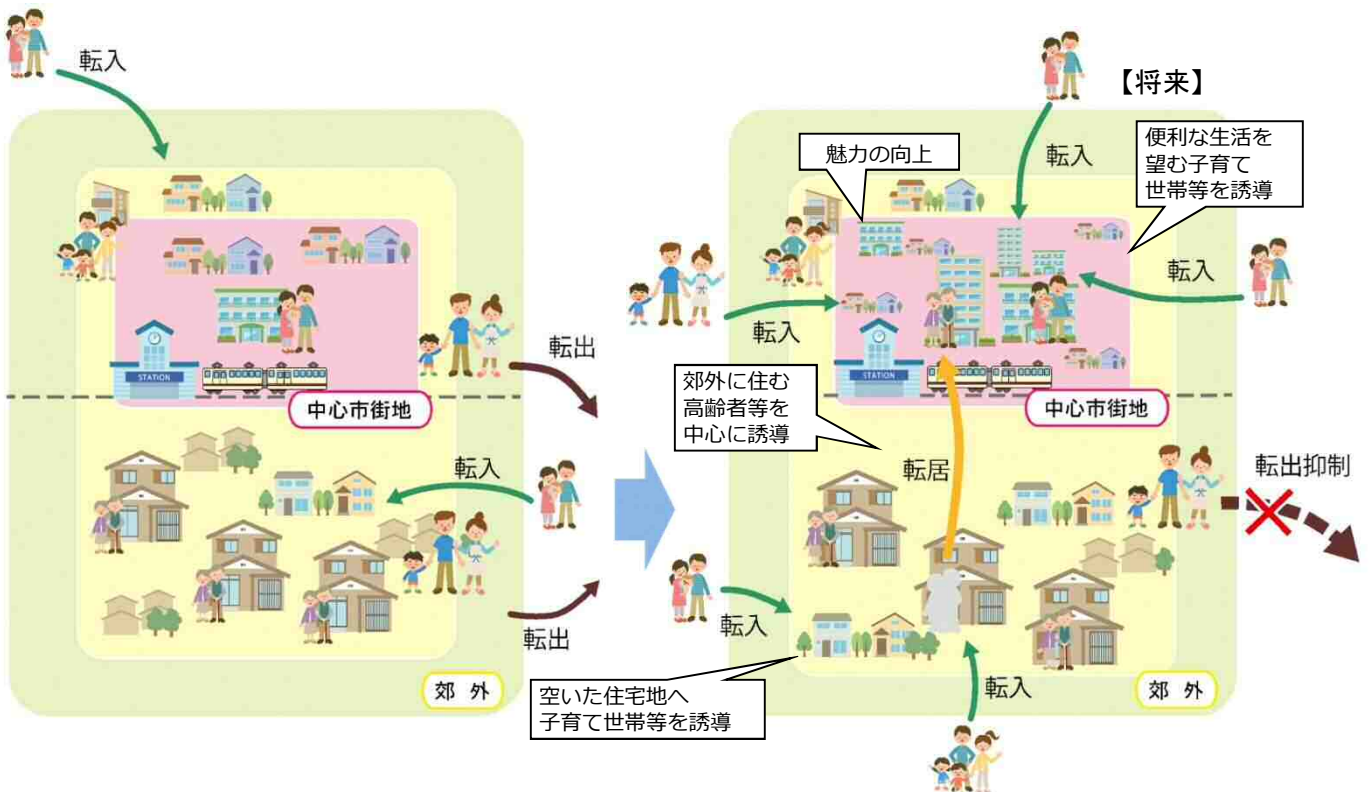 転入
転出
STATION
中心市街地
転入
転出
郊 外
【将来】
転入
魅力の向上
便利な生活を
望む子育て
世帯等を誘導
転入
転入
STATION
中心市街地
郊外に住む
高齢者等を
中心に誘導
転居
転出抑制
転入
空いた住宅地へ
子育て世帯等を誘導
転入
郊 外